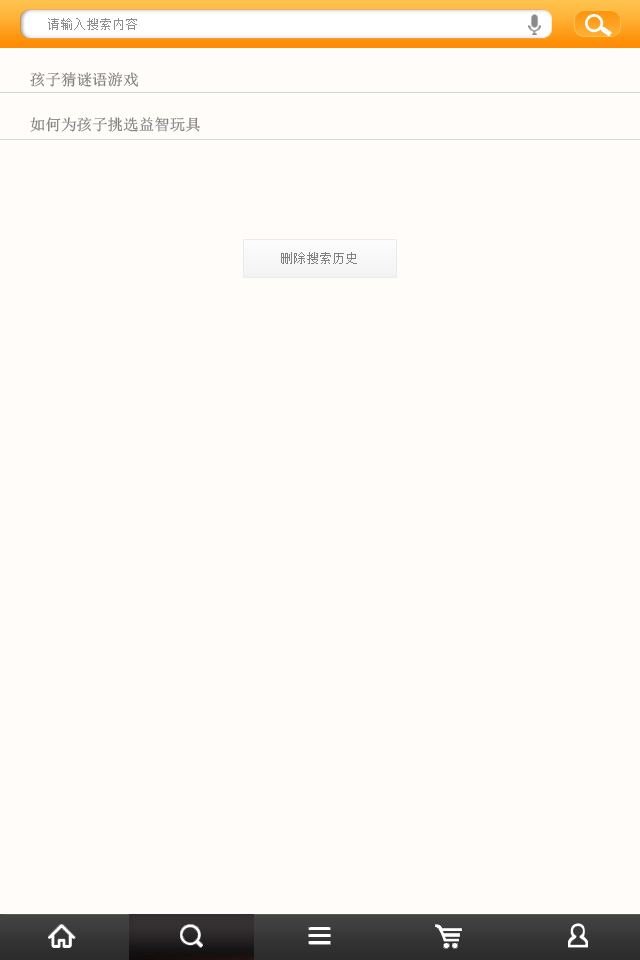 请输入搜索内容
孩子猜谜语游戏
如何为孩子挑选益智玩具
删除搜索历史